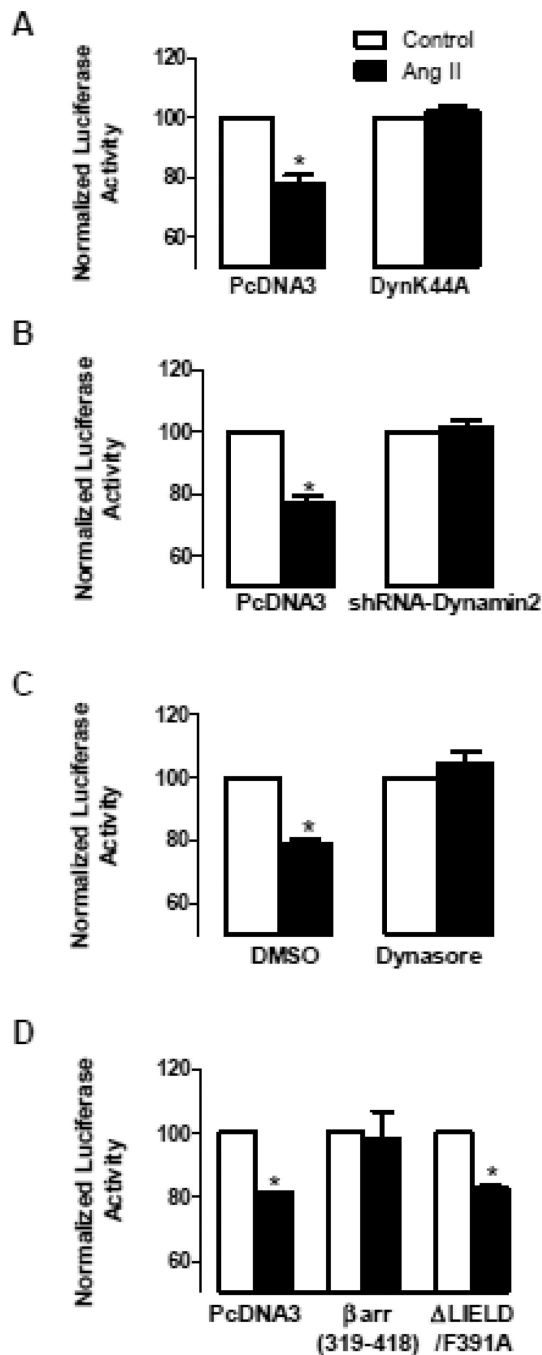 A
Control
Ang II
Normalized Luciferase
Activity
120
100
80
60
*
PcDNA3
DynK44A
B
Normalized Luciferase
Activity
120
100
80
60
*
PcDNA3
shRNA-Dynamin2
C
Normalized Luciferase
Activity
120
100
80
60
*
DMSO
Dynasore
D
Normalized Luciferase
Activity
120
100
80
60
*
*
PcDNA3
βarr
(319-418)
ΔLIELD
/F391A